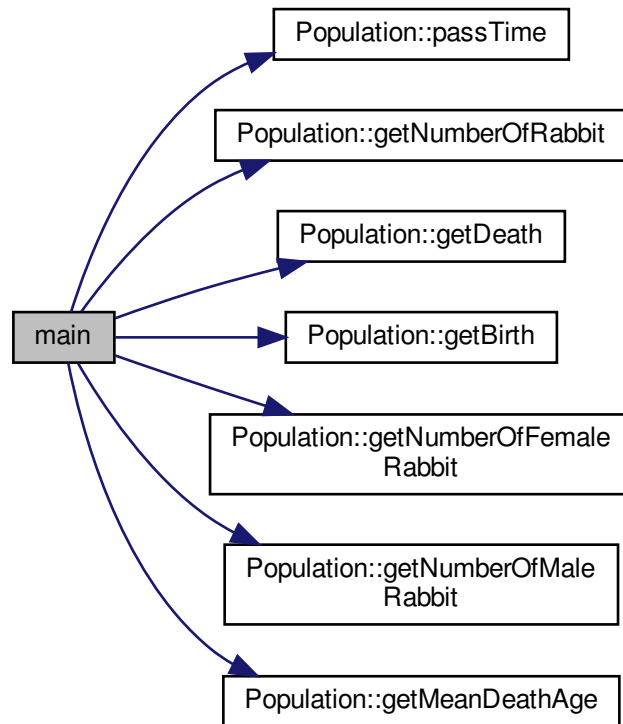 Population::passTime
Population::getNumberOfRabbit
Population::getDeath
main
Population::getBirth
Population::getNumberOfFemale
Rabbit
Population::getNumberOfMale
Rabbit
Population::getMeanDeathAge